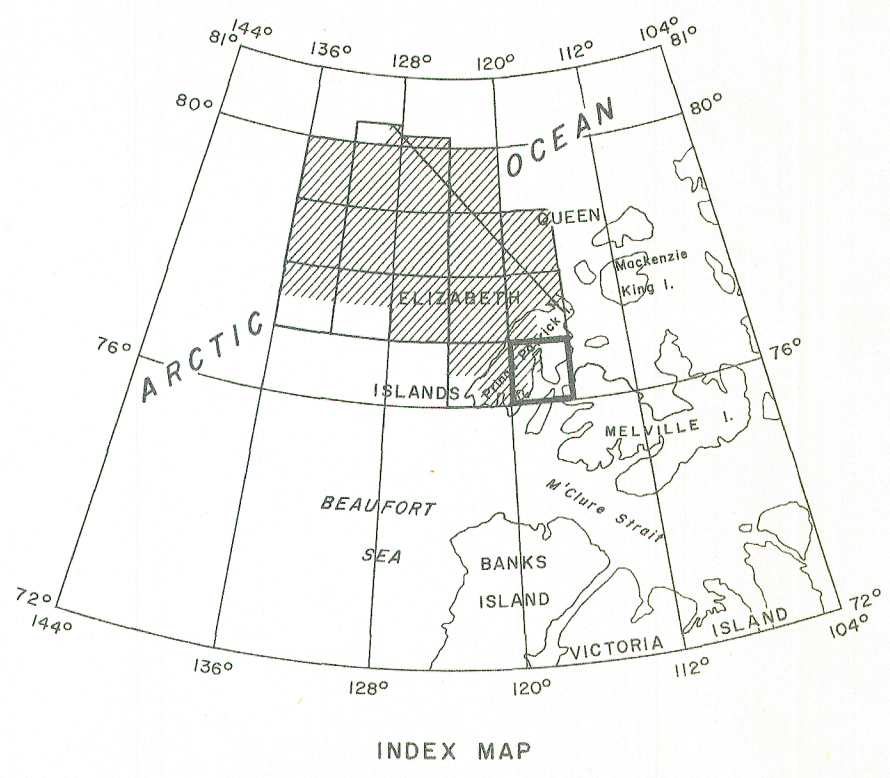 144° 136° 128° 120° 112° 104°
81° 81°
80° 80°
OCEAN
QUEEN
Mackenzie
King I.
ELIZABETH
Prince Patrick I.
ARCTIC
76° 76°
ISLANDS
MELVILLE I.
M'Clure Strait
BEAUFORT
SEA
BANKS
ISLAND
VICTORIA ISLAND
72° 72°
144° 136° 128° 120° 112° 104°
INDEX MAP